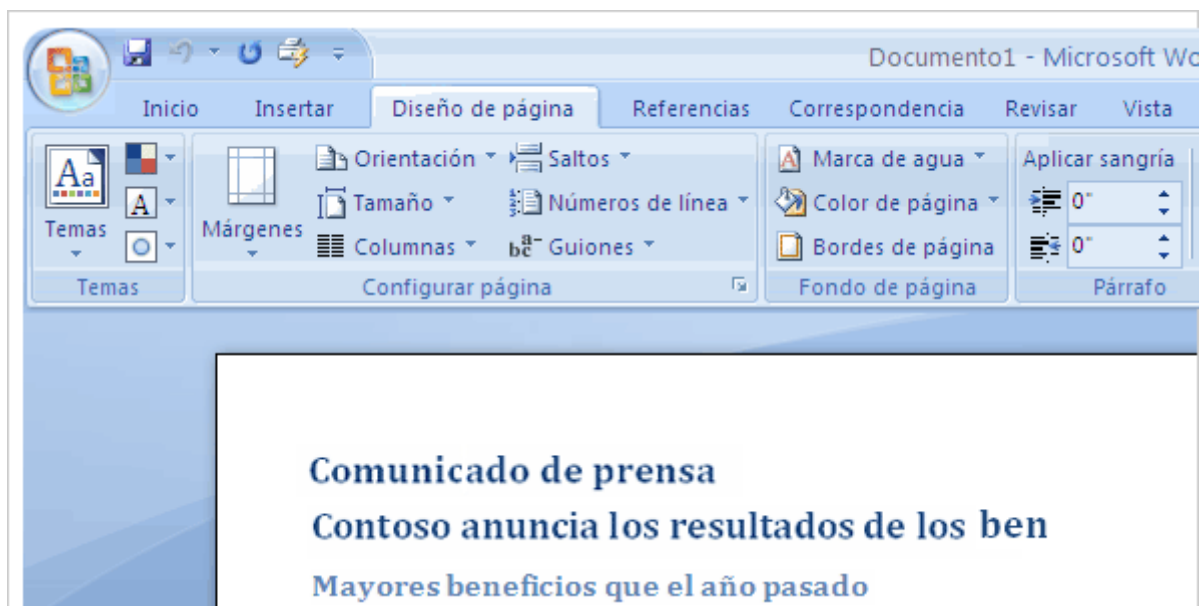 Documento1 - Microsoft Wo
Inicio Insertar Diseño de página Referencias Correspondencia Revisar Vista
Aa Orientación Saltos Marca de agua Aplicar sangría
A Tamaño Números de línea Color de página 0"
Temas Márgenes Columnas Guiones Bordes de página 0"
Temas Configurar página Fondo de página Párrafo
Comunicado de prensa
Contoso anuncia los resultados de los ben
Mayores beneficios que el año pasado